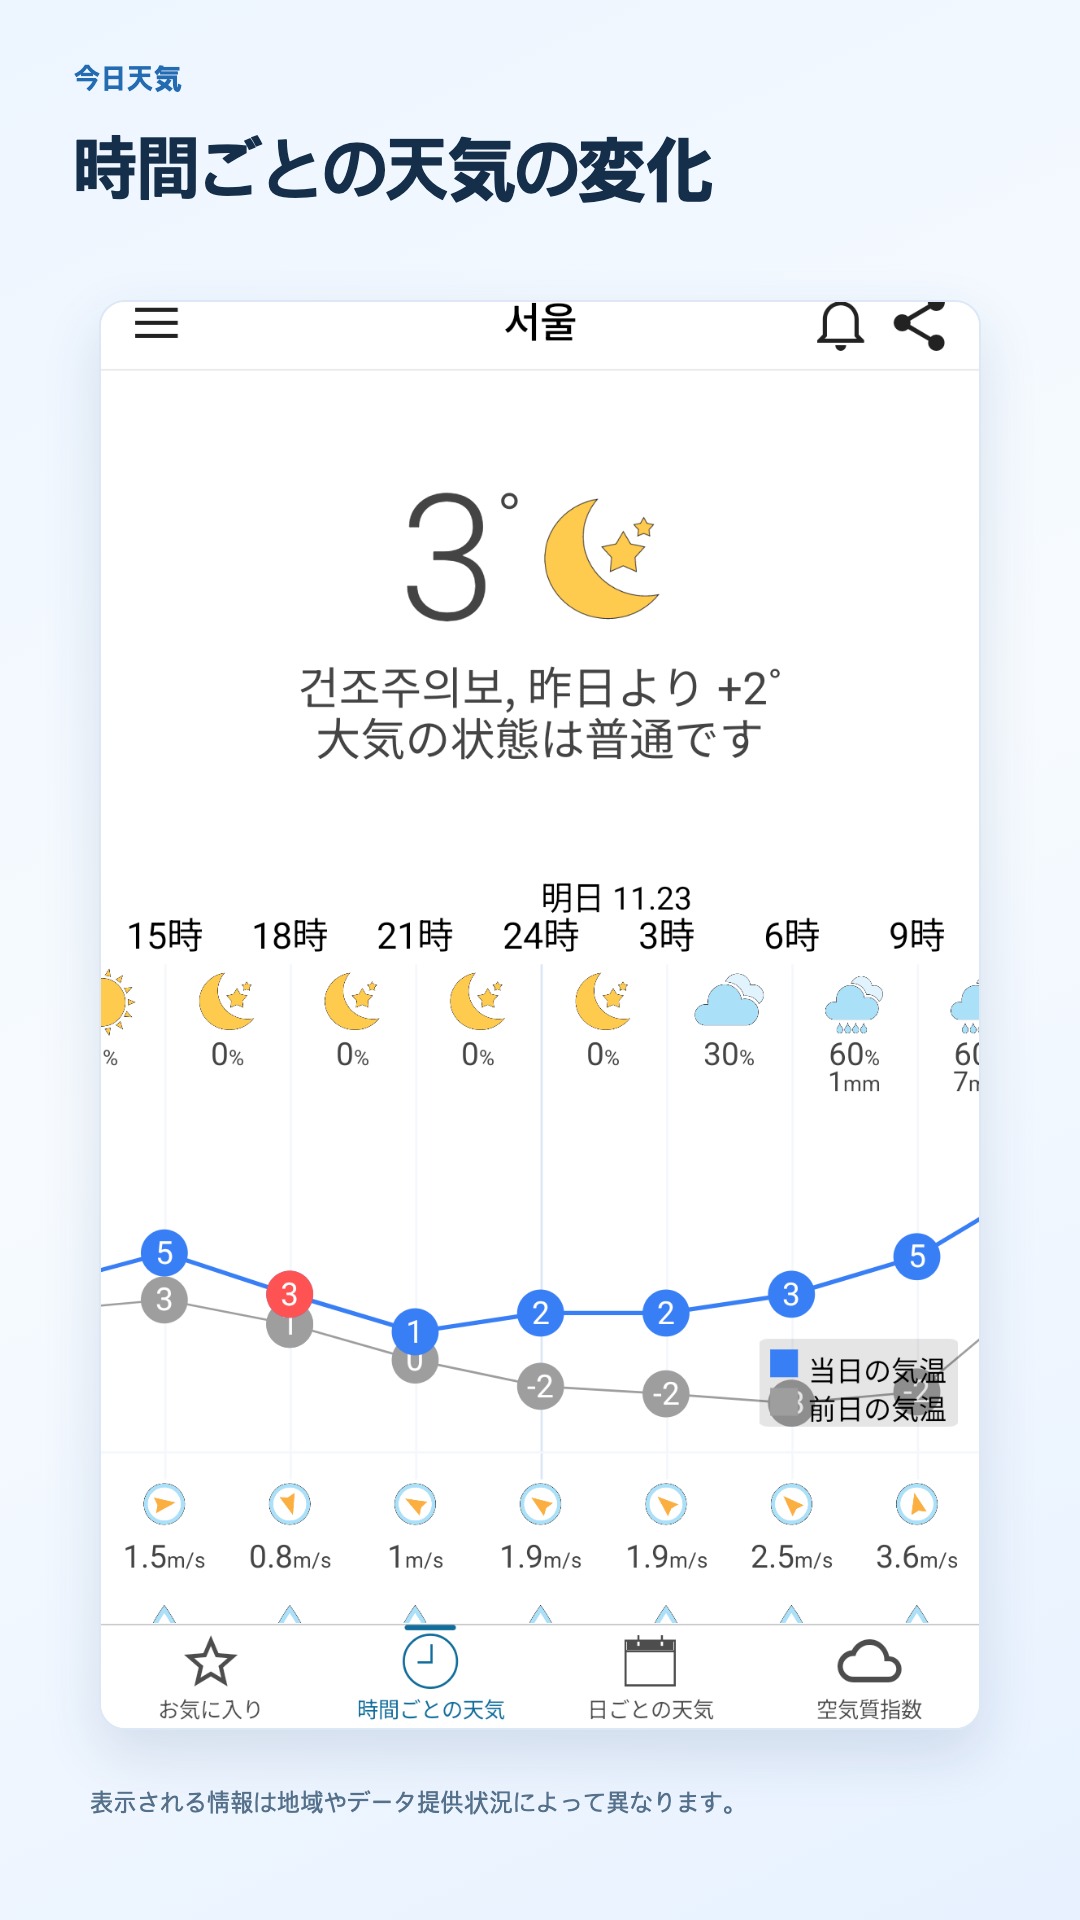 今日天気
時間ごとの天気の変化
서울
3°
건조주의보, 昨日より +2°
大気の状態は普通です
明日 11.23
15時 18時 21時 24時 3時 6時 9時
% 0% 0% 0% 0% 30% 60% 60
1mm 7m
5 3 1 2 2 3 5
3 1 0 -2 -2 -3 -2
当日の気温
前日の気温
1.5m/s 0.8m/s 1m/s 1.9m/s 1.9m/s 2.5m/s 3.6m/s
お気に入り 時間ごとの天気 日ごとの天気 空気質指数
表示される情報は地域やデータ提供状況によって異なります。